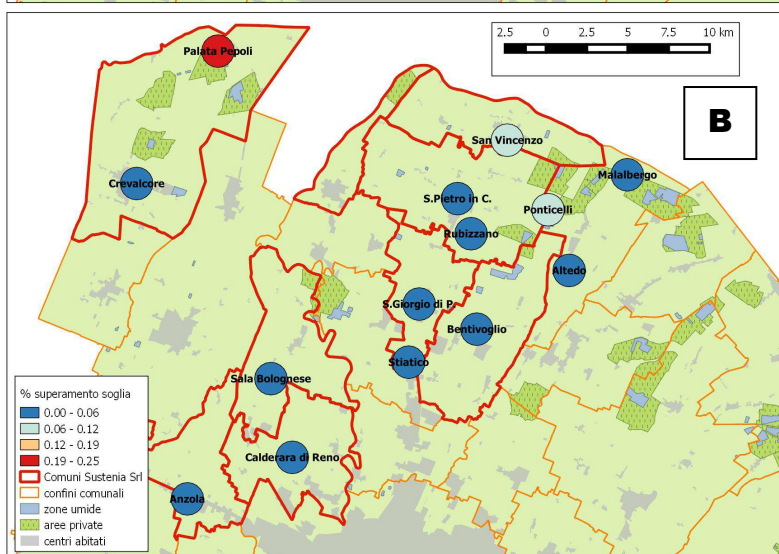 2.5 0 2.5 5 7.5 10 km
B
Palata Pepoli
San Vincenzo
Malalbergo
Crevalcore
S.Pietro in C.
Ponticelli
Rubizzano
Altedo
S.Giorgio di P.
Bentivoglio
Stiatico
Sala Bolognese
Calderara di Reno
Anzola
% superamento soglia
0.00 - 0.06
0.06 - 0.12
0.12 - 0.19
0.19 - 0.25
Comuni Sustenia Srl
confini comunali
zone umide
aree private
centri abitati